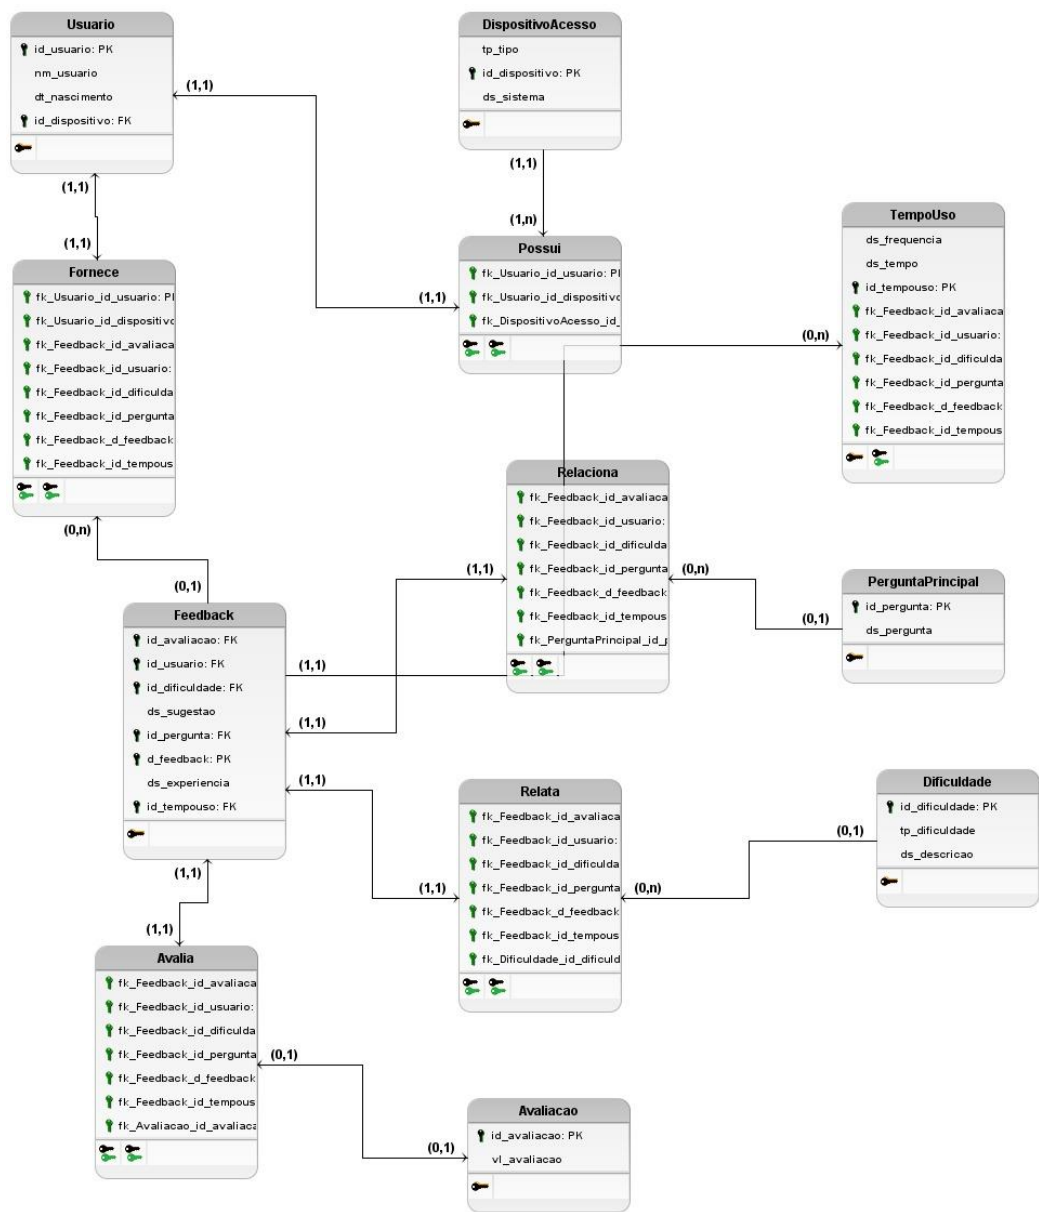 Usuario
id_usuario: PK
nm_usuario
dt_nascimento
id_dispositivo: FK
(1,1)
(1,1)
DispositivoAcesso
tp_tipo
id_dispositivo: PK
ds_sistema
(1,1)
(1,n)
Possui
fk_Usuario_id_usuario: P
fk_Usuario_id_dispositivo
fk_DispositivoAcesso_id_
(1,1)
TempoUso
ds_frequência
ds_tempo
id_tempouso: PK
fk_Feedback_id_avaliaca
fk_Feedback_id_usuario:
fk_Feedback_id_dificulda
fk_Feedback_id_pergunta
fk_Feedback_d_feedback
fk_Feedback_id_tempous
(0,n)
(1,1)
Fornece
fk_Usuario_id_usuario: P
fk_Usuario_id_dispositivo
fk_Feedback_id_avaliaca
fk_Feedback_id_usuario:
fk_Feedback_id_dificulda
fk_Feedback_id_pergunta
fk_Feedback_d_feedback
fk_Feedback_id_tempous
(0,n)
(0,1)
Relaciona
fk_Feedback_id_avaliaca
fk_Feedback_id_usuario:
fk_Feedback_id_dificulda
fk_Feedback_id_pergunta
fk_Feedback_d_feedback
fk_Feedback_id_tempous
fk_PerguntaPrincipal_id_p
(1,1)
(0,n)
PerguntaPrincipal
id_pergunta: PK
ds_pergunta
(0,1)
Feedback
id_avaliacao: FK
id_usuario: FK
id_dificuldade: FK
ds_sugestao
id_pergunta: FK
d_feedback: PK
ds_experiencia
id_tempouso: FK
(1,1)
(1,1)
(1,1)
(1,1)
Relata
fk_Feedback_id_avaliaca
fk_Feedback_id_usuario:
fk_Feedback_id_dificulda
fk_Feedback_id_pergunta
fk_Feedback_d_feedback
fk_Feedback_id_tempous
fk_Dificuldade_id_dificuld
(1,1)
(0,n)
Dificuldade
id_dificuldade: PK
tp_dificuldade
ds_descricao
(0,1)
(1,1)
Avalia
fk_Feedback_id_avaliaca
fk_Feedback_id_usuario:
fk_Feedback_id_dificulda
fk_Feedback_id_pergunta
fk_Feedback_d_feedback
fk_Feedback_id_tempous
fk_Avaliacao_id_avaliaca
(0,1)
(0,1)
Avaliacao
id_avaliacao: PK
vl_avaliacao